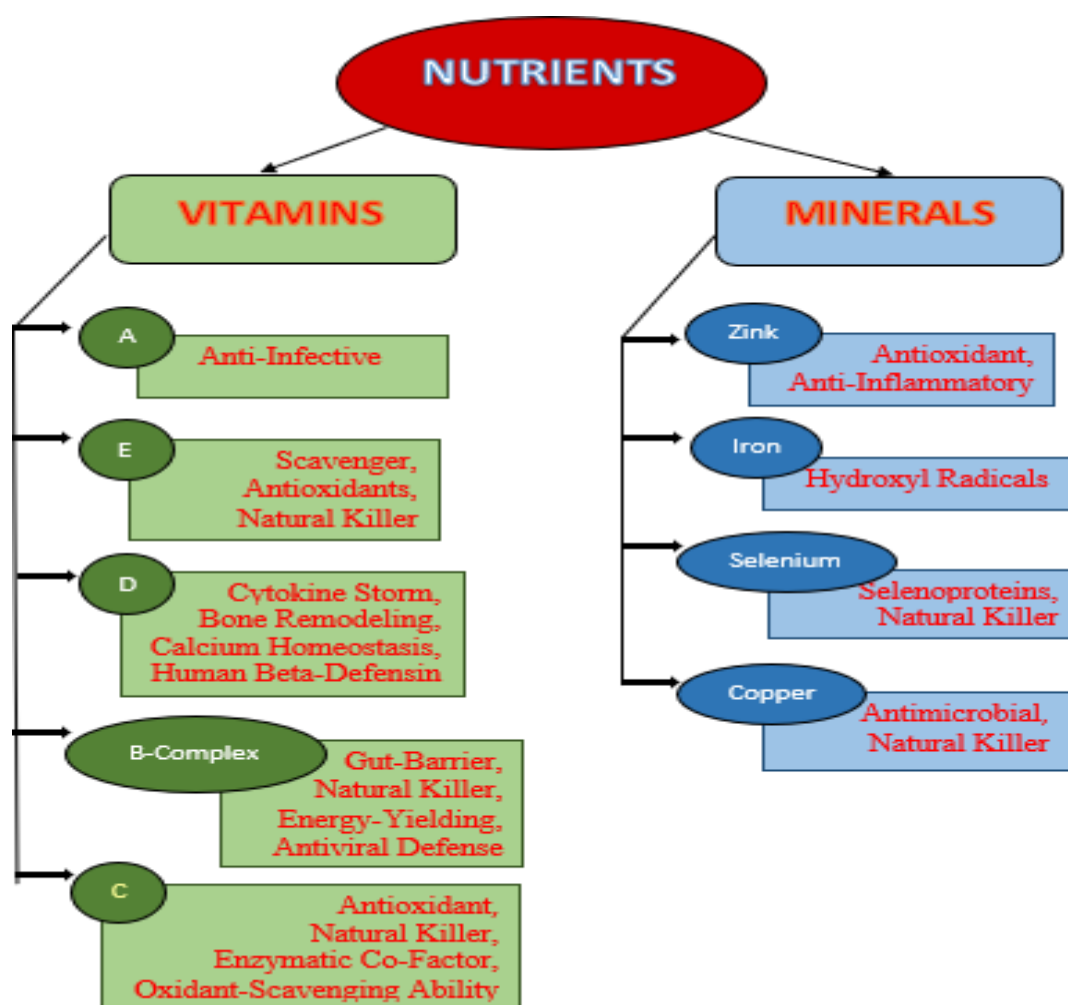 NUTRIENTS
VITAMINS
A
Anti-Infective
E
Scavenger,
Antioxidants,
Natural Killer
D
Cytokine Storm,
Bone Remodeling,
Calcium Homeostasis,
Human Beta-Defensin
B-Complex
Gut-Barrier,
Natural Killer,
Energy-Yielding,
Antiviral Defense
C
Antioxidant,
Natural Killer,
Enzymatic Co-Factor,
Oxidant-Scavenging Ability
MINERALS
Zink
Antioxidant,
Anti-Inflammatory
Iron
Hydroxyl Radicals
Selenium
Selenoproteins,
Natural Killer
Copper
Antimicrobial,
Natural Killer